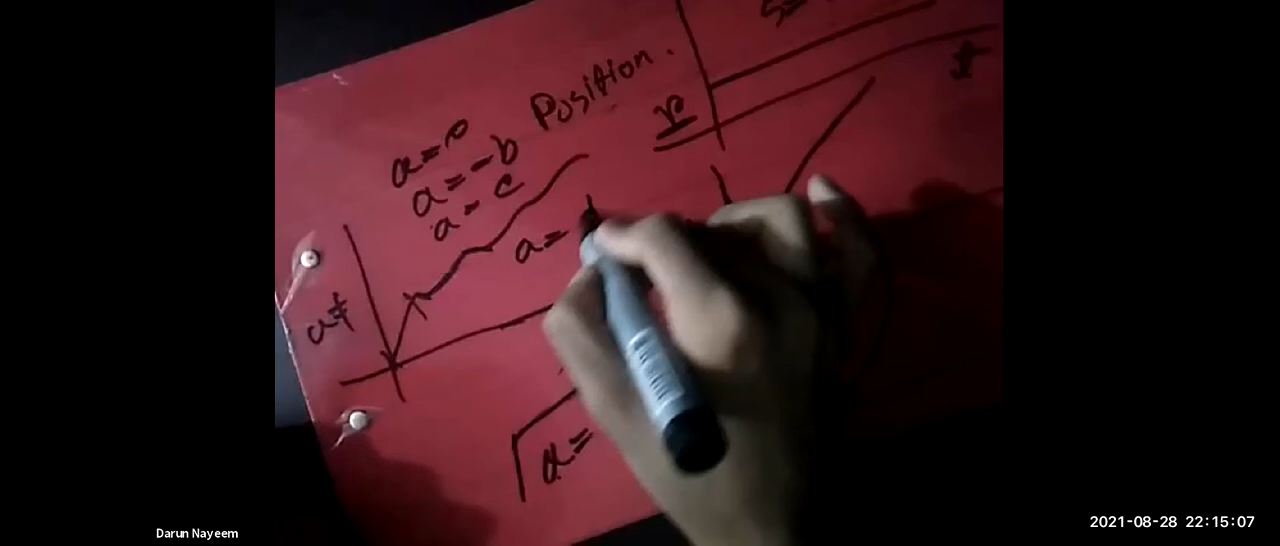 S=
Position.
a=0
a=-b
a=c
v
t
a=
a≠
a=
Darun Nayeem
2021-08-28 22:15:07